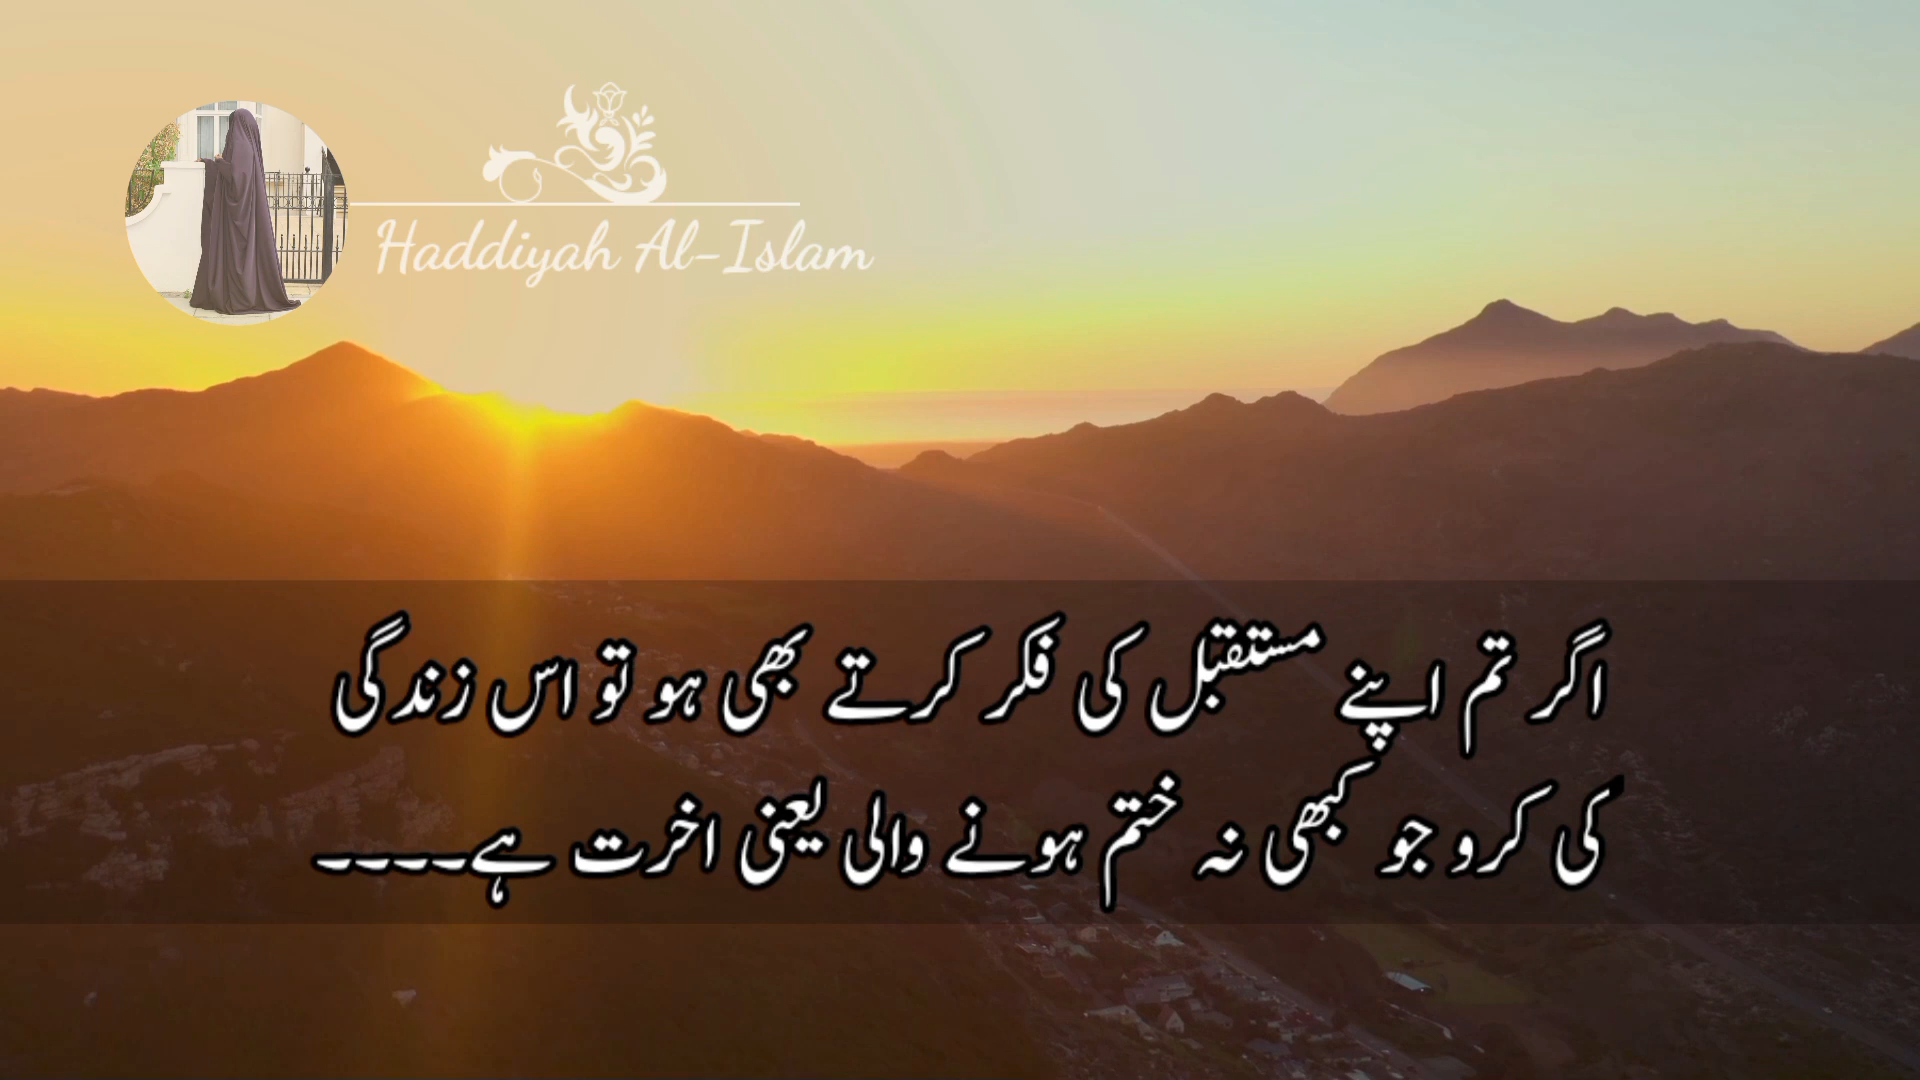 Haddiyah Al-Islam
اگر تم اپنے مستقبل کی فکر کرتے بھی ہو تو اس زندگی
کی کرو جو کبھی نہ ختم ہونے والی یعنی اخرت ہے۔۔۔۔